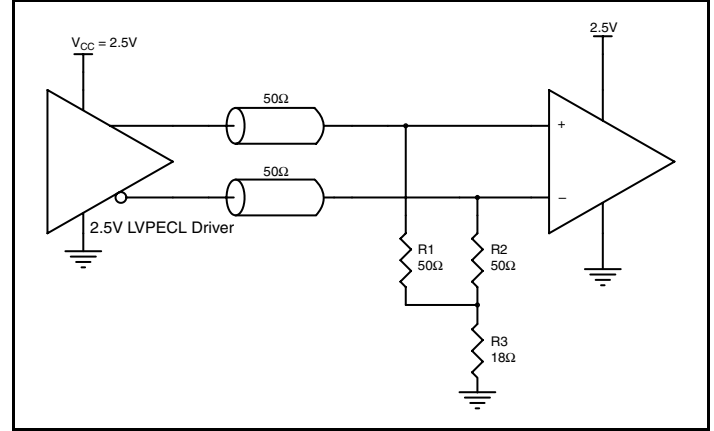 V_CC = 2.5V
2.5V
50Ω
+
50Ω
–
2.5V LVPECL Driver
R1
50Ω
R2
50Ω
R3
18Ω